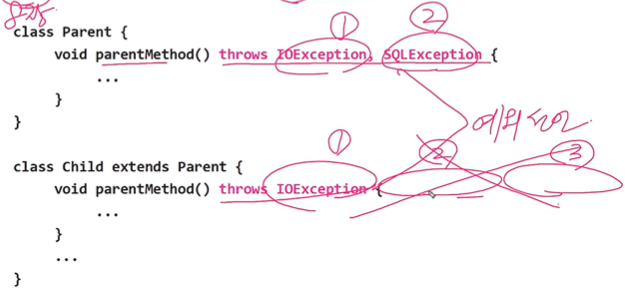 ① ②
class Parent {
void parentMethod() throws IOException, SQLException {
...
}
}
예외 선언
① ② ③
class Child extends Parent {
void parentMethod() throws IOException {
...
}
...
}